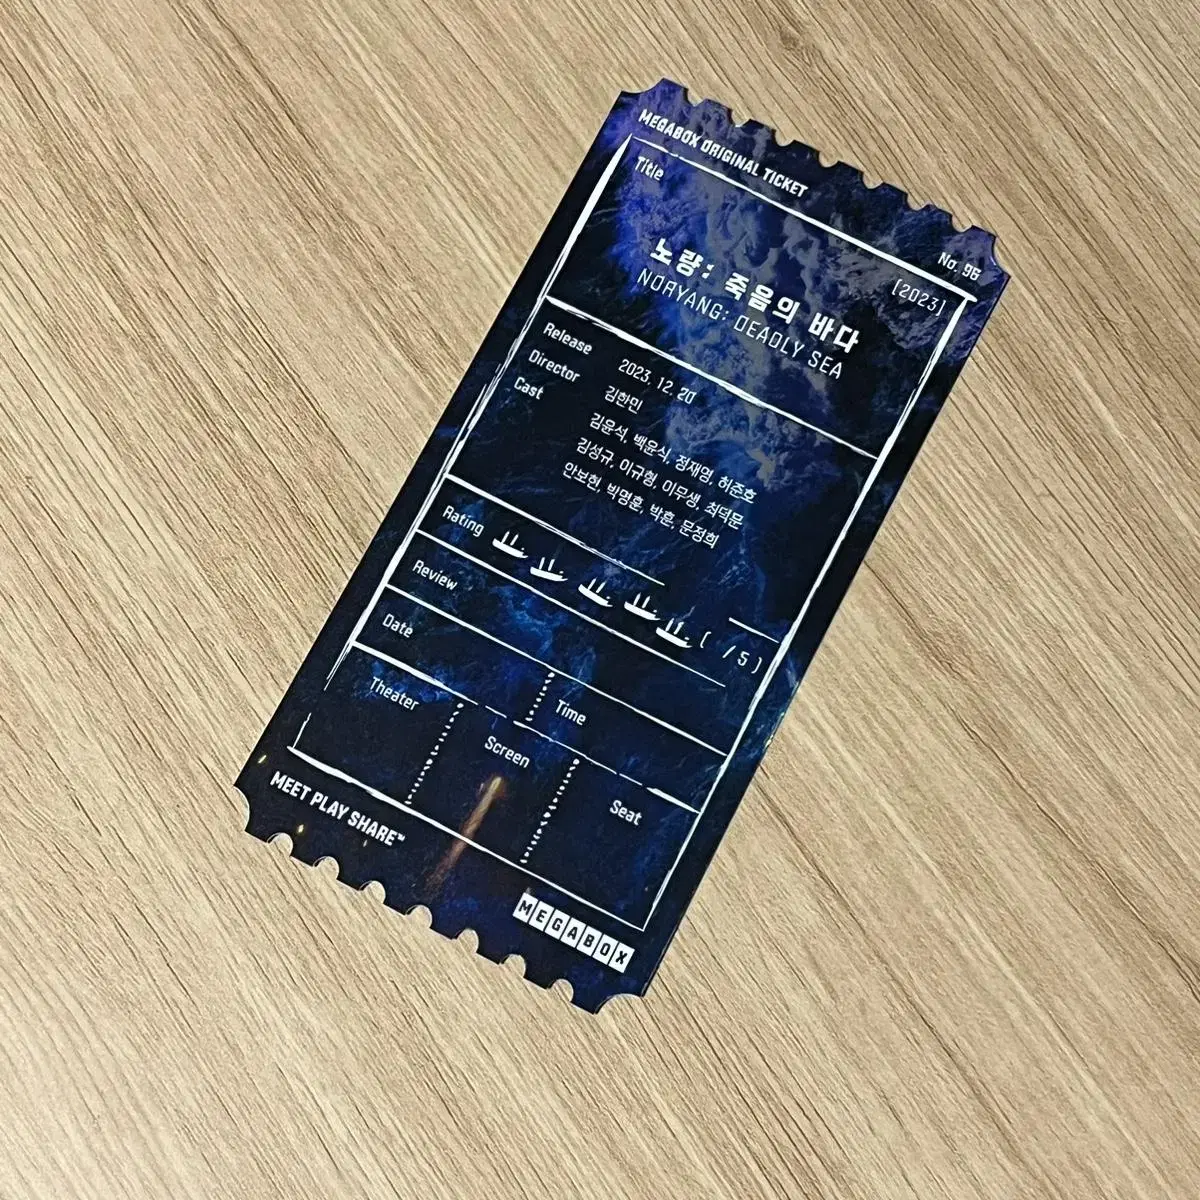 MEGABOX ORIGINAL TICKET
No. 96
Title
[2023]
노량: 죽음의 바다
NORYANG: DEADLY SEA
Release 2023. 12. 20
Director 김한민
Cast 김윤석, 백윤식, 정재영, 허준호
김성규, 이규형, 이무생, 최덕문
안보현, 박명훈, 박훈, 문정희
Rating ( /5)
Review
Date
Time
Theater
Screen
Seat
MEET PLAY SHARE™
MEGABOX